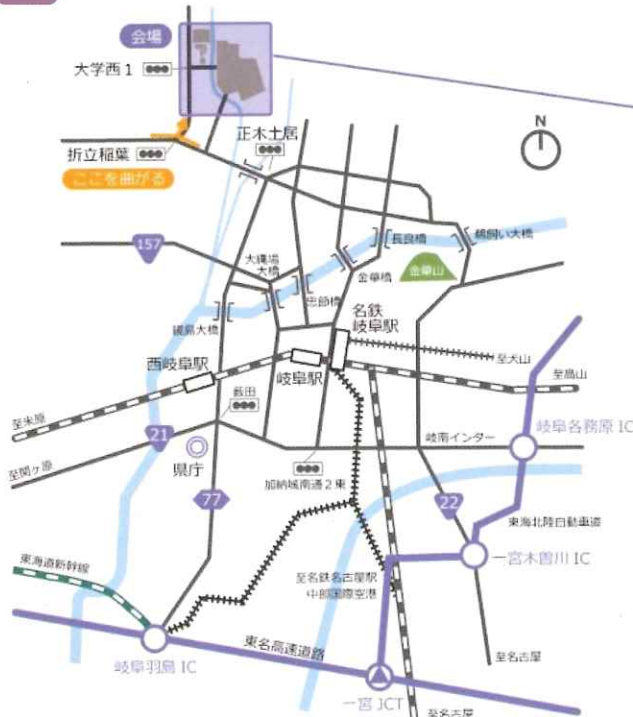 会場
大学西1
N
正木土居
折立稲葉
ここを曲がる
157
大縄場
大橋
長良橋
鵜飼い大橋
金華橋
金華山
忠節橋
鏡島大橋
名鉄
岐阜駅
西岐阜駅
岐阜駅
至犬山
至高山
至米原
薮田
岐阜各務原 IC
21
岐南インター
至関ヶ原
県庁
加納城南通2東
77
22
東海北陸自動車道
一宮木曽川 IC
東海道新幹線
至名鉄名古屋駅
中部国際空港
至名古屋
岐阜羽島 IC
東名高速道路
一宮 JCT
至名古屋